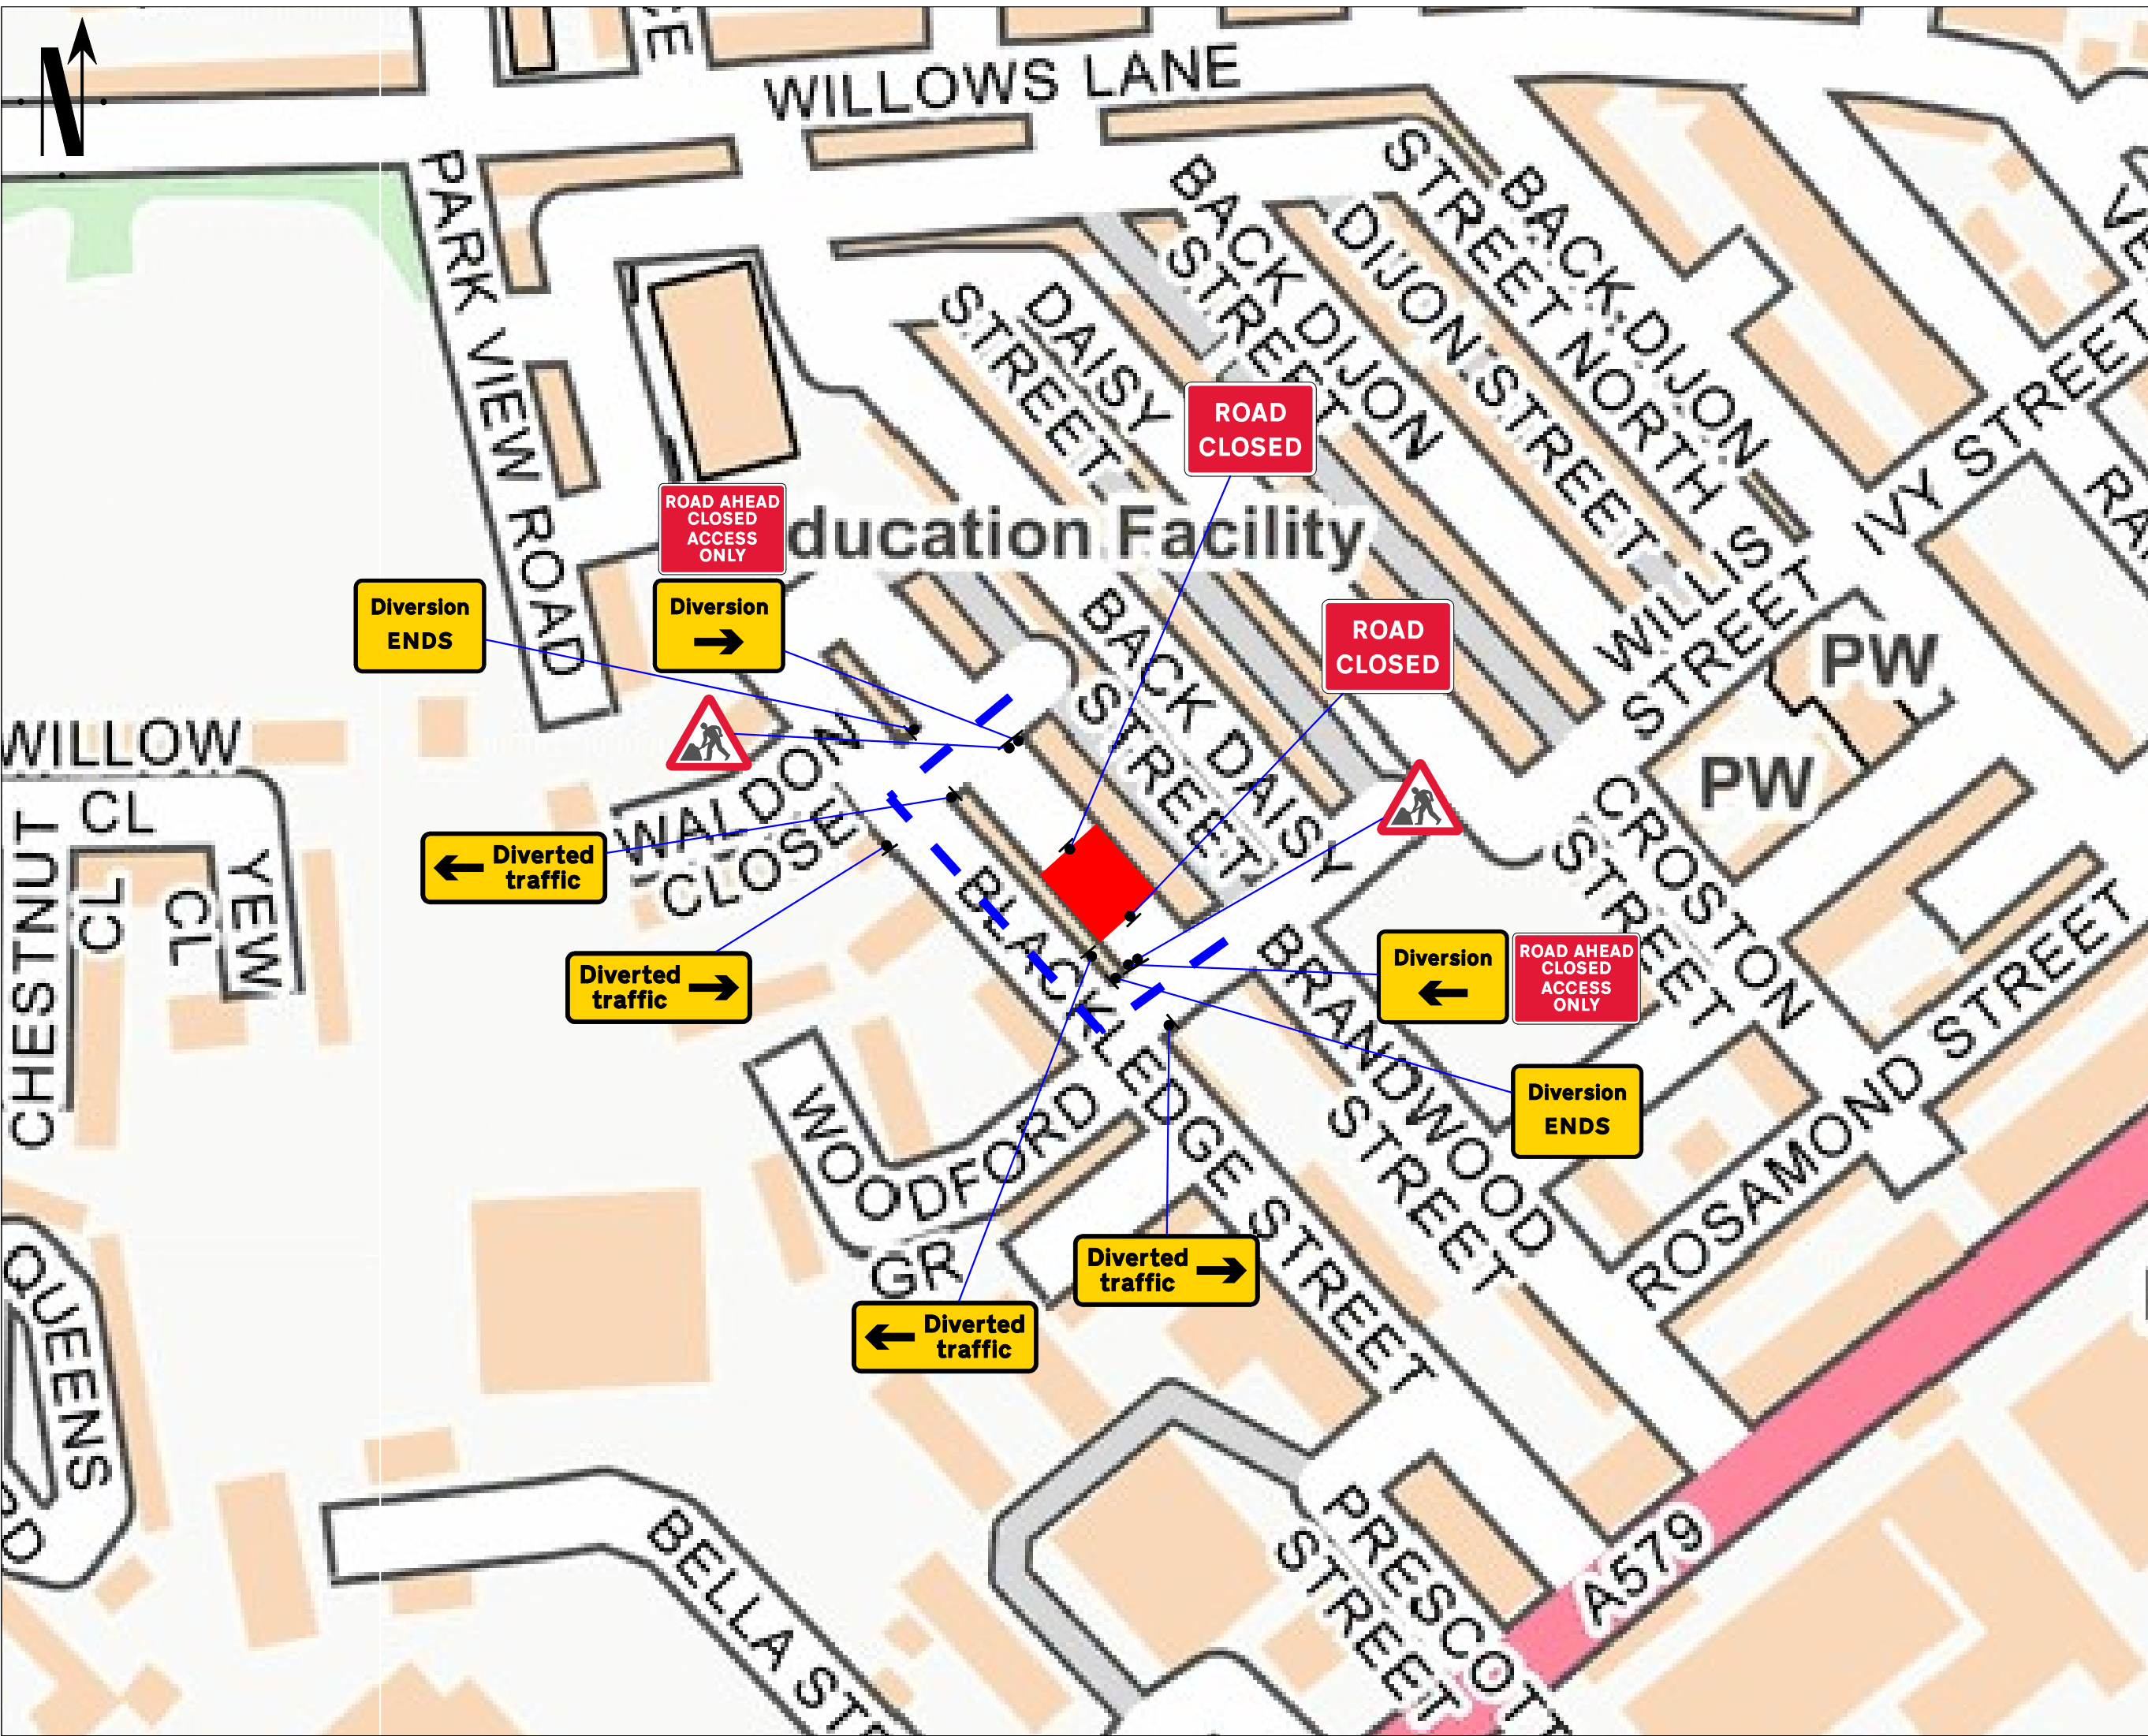 N
WILLOWS LANE
PARK VIEW ROAD
BACK DIJON
STREET
DIJON STREET
BACK DIJON
STREET NORTH
DAISY
STREET
ROAD
CLOSED
ducation Facility
ROAD AHEAD
CLOSED
ACCESS
ONLY
Diversion
ENDS
Diversion
→
ROAD
CLOSED
BACK DAISY
STREET
WILLIS
STREET
IVY STREET
PW
PW
CROSTON
STREET
WILLOW
CL
CHESTNUT
CL
YEW
CL
WALDON
CLOSE
← Diverted
traffic
Diverted →
traffic
Diversion
←
ROAD AHEAD
CLOSED
ACCESS
ONLY
Diversion
ENDS
BLACKLEDGE STREET
BRANDWOOD
STREET
ROSAMOND STREET
WOODFORD
GR
Diverted →
traffic
← Diverted
traffic
QUEENS
RD
BELLA ST
PRESCOTT
STREET
A579